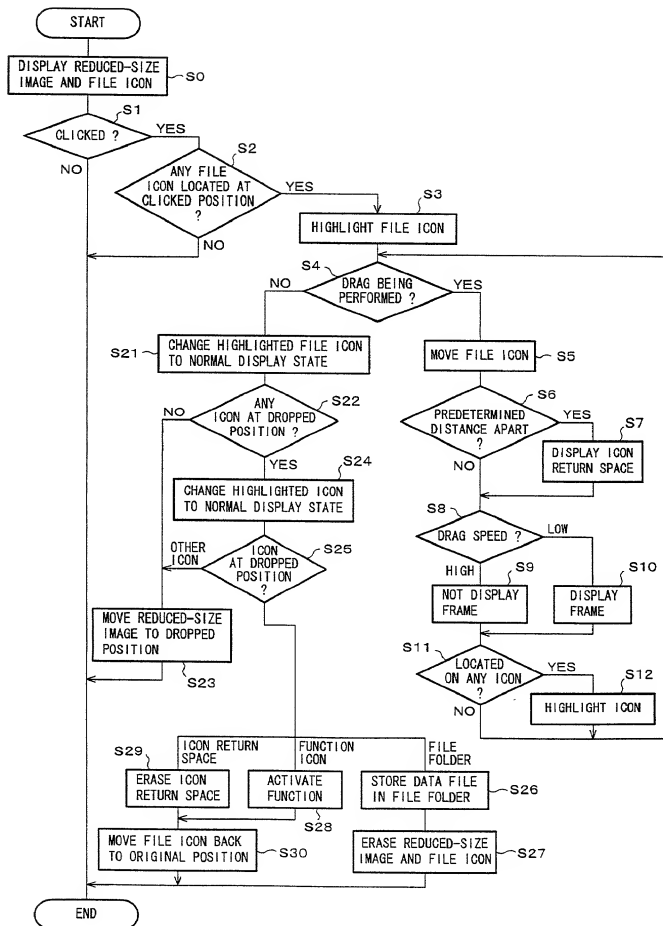 START
DISPLAY REDUCED-SIZE
IMAGE AND FILE ICON
S0
S1
CLICKED ?
YES
NO
S2
ANY FILE
ICON LOCATED AT
CLICKED POSITION
?
YES
NO
S3
HIGHLIGHT FILE ICON
S4
DRAG BEING
PERFORMED ?
NO
YES
S21
CHANGE HIGHLIGHTED FILE ICON
TO NORMAL DISPLAY STATE
MOVE FILE ICON
S5
S22
ANY
ICON AT DROPPED
POSITION ?
NO
YES
S6
PREDETERMINED
DISTANCE APART
?
YES
NO
S7
DISPLAY ICON
RETURN SPACE
S24
CHANGE HIGHLIGHTED ICON
TO NORMAL DISPLAY STATE
S8
DRAG SPEED ?
LOW
HIGH
S25
ICON
AT DROPPED
POSITION
?
OTHER
ICON
S9
NOT DISPLAY
FRAME
S10
DISPLAY
FRAME
MOVE REDUCED-SIZE
IMAGE TO DROPPED
POSITION
S23
S11
LOCATED
ON ANY ICON
?
YES
NO
S12
HIGHLIGHT ICON
S29
ICON RETURN
SPACE
FUNCTION
ICON
FILE
FOLDER
ERASE ICON
RETURN SPACE
ACTIVATE
FUNCTION
S28
STORE DATA FILE
IN FILE FOLDER
S26
MOVE FILE ICON BACK
TO ORIGINAL POSITION
S30
ERASE REDUCED-SIZE
IMAGE AND FILE ICON
S27
END